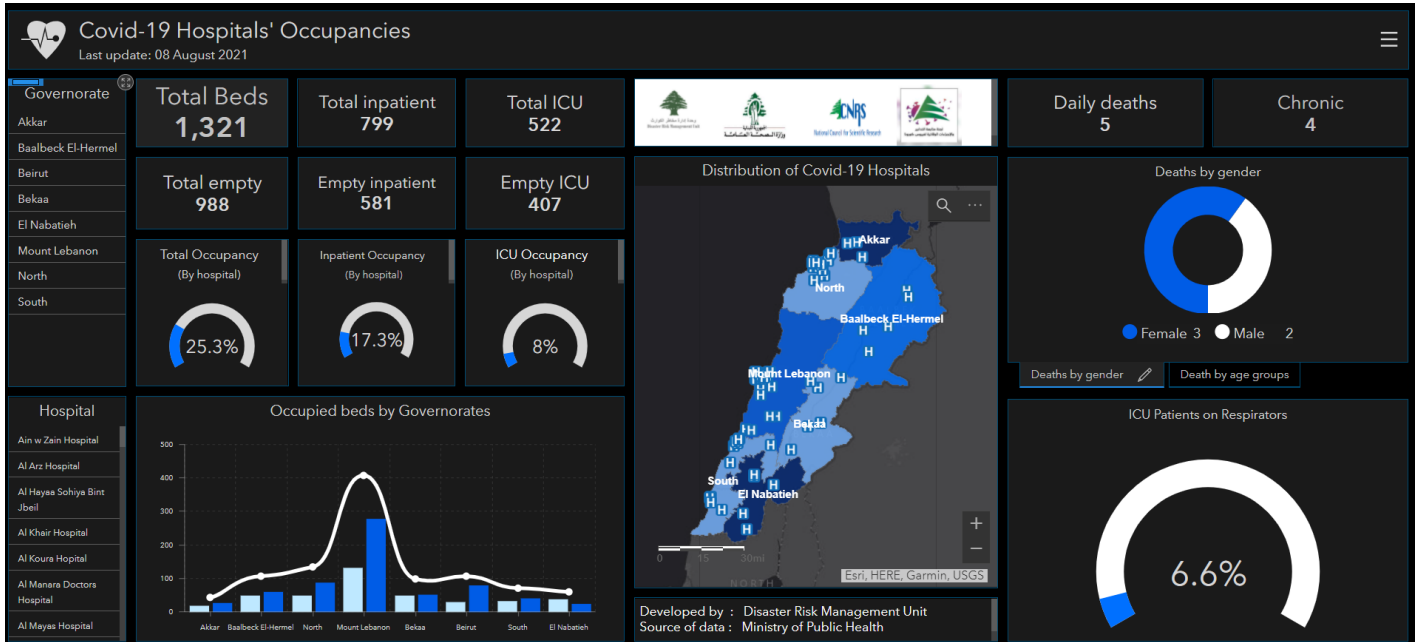 Covid-19 Hospitals' Occupancies
Last update: 08 August 2021
Governorate
Akkar
Baalbeck El-Hermel
Beirut
Bekaa
El Nabatieh
Mount Lebanon
North
South
Total Beds
1,321
Total inpatient
799
Total ICU
522
Total empty
988
Empty inpatient
581
Empty ICU
407
Total Occupancy
(By hospital)
25.3%
Inpatient Occupancy
(By hospital)
17.3%
ICU Occupancy
(By hospital)
8%
Hospital
Ain w Zain Hospital
Al Arz Hospital
Al Hayaa Sohiya Bint
Jbeil
Al Khair Hospital
Al Koura Hopital
Al Manara Doctors
Hospital
Al Mayas Hospital
Occupied beds by Governorates
500
400
300
200
100
0
Akkar Baalbeck El-Hermel North Mount Lebanon Bekaa Beirut South El Nabatieh
Disaster Risk Management Unit
وزارة الصحة العامة
CNRS
National Council for Scientific Research
Distribution of Covid-19 Hospitals
Akkar
North
Baalbeck El-Hermel
Mount Lebanon
Bekaa
South
El Nabatieh
0 15 30mi
NORTH
Esri, HERE, Garmin, USGS
Developed by : Disaster Risk Management Unit
Source of data : Ministry of Public Health
Daily deaths
5
Chronic
4
Deaths by gender
Female 3 Male 2
Deaths by gender Death by age groups
ICU Patients on Respirators
6.6%